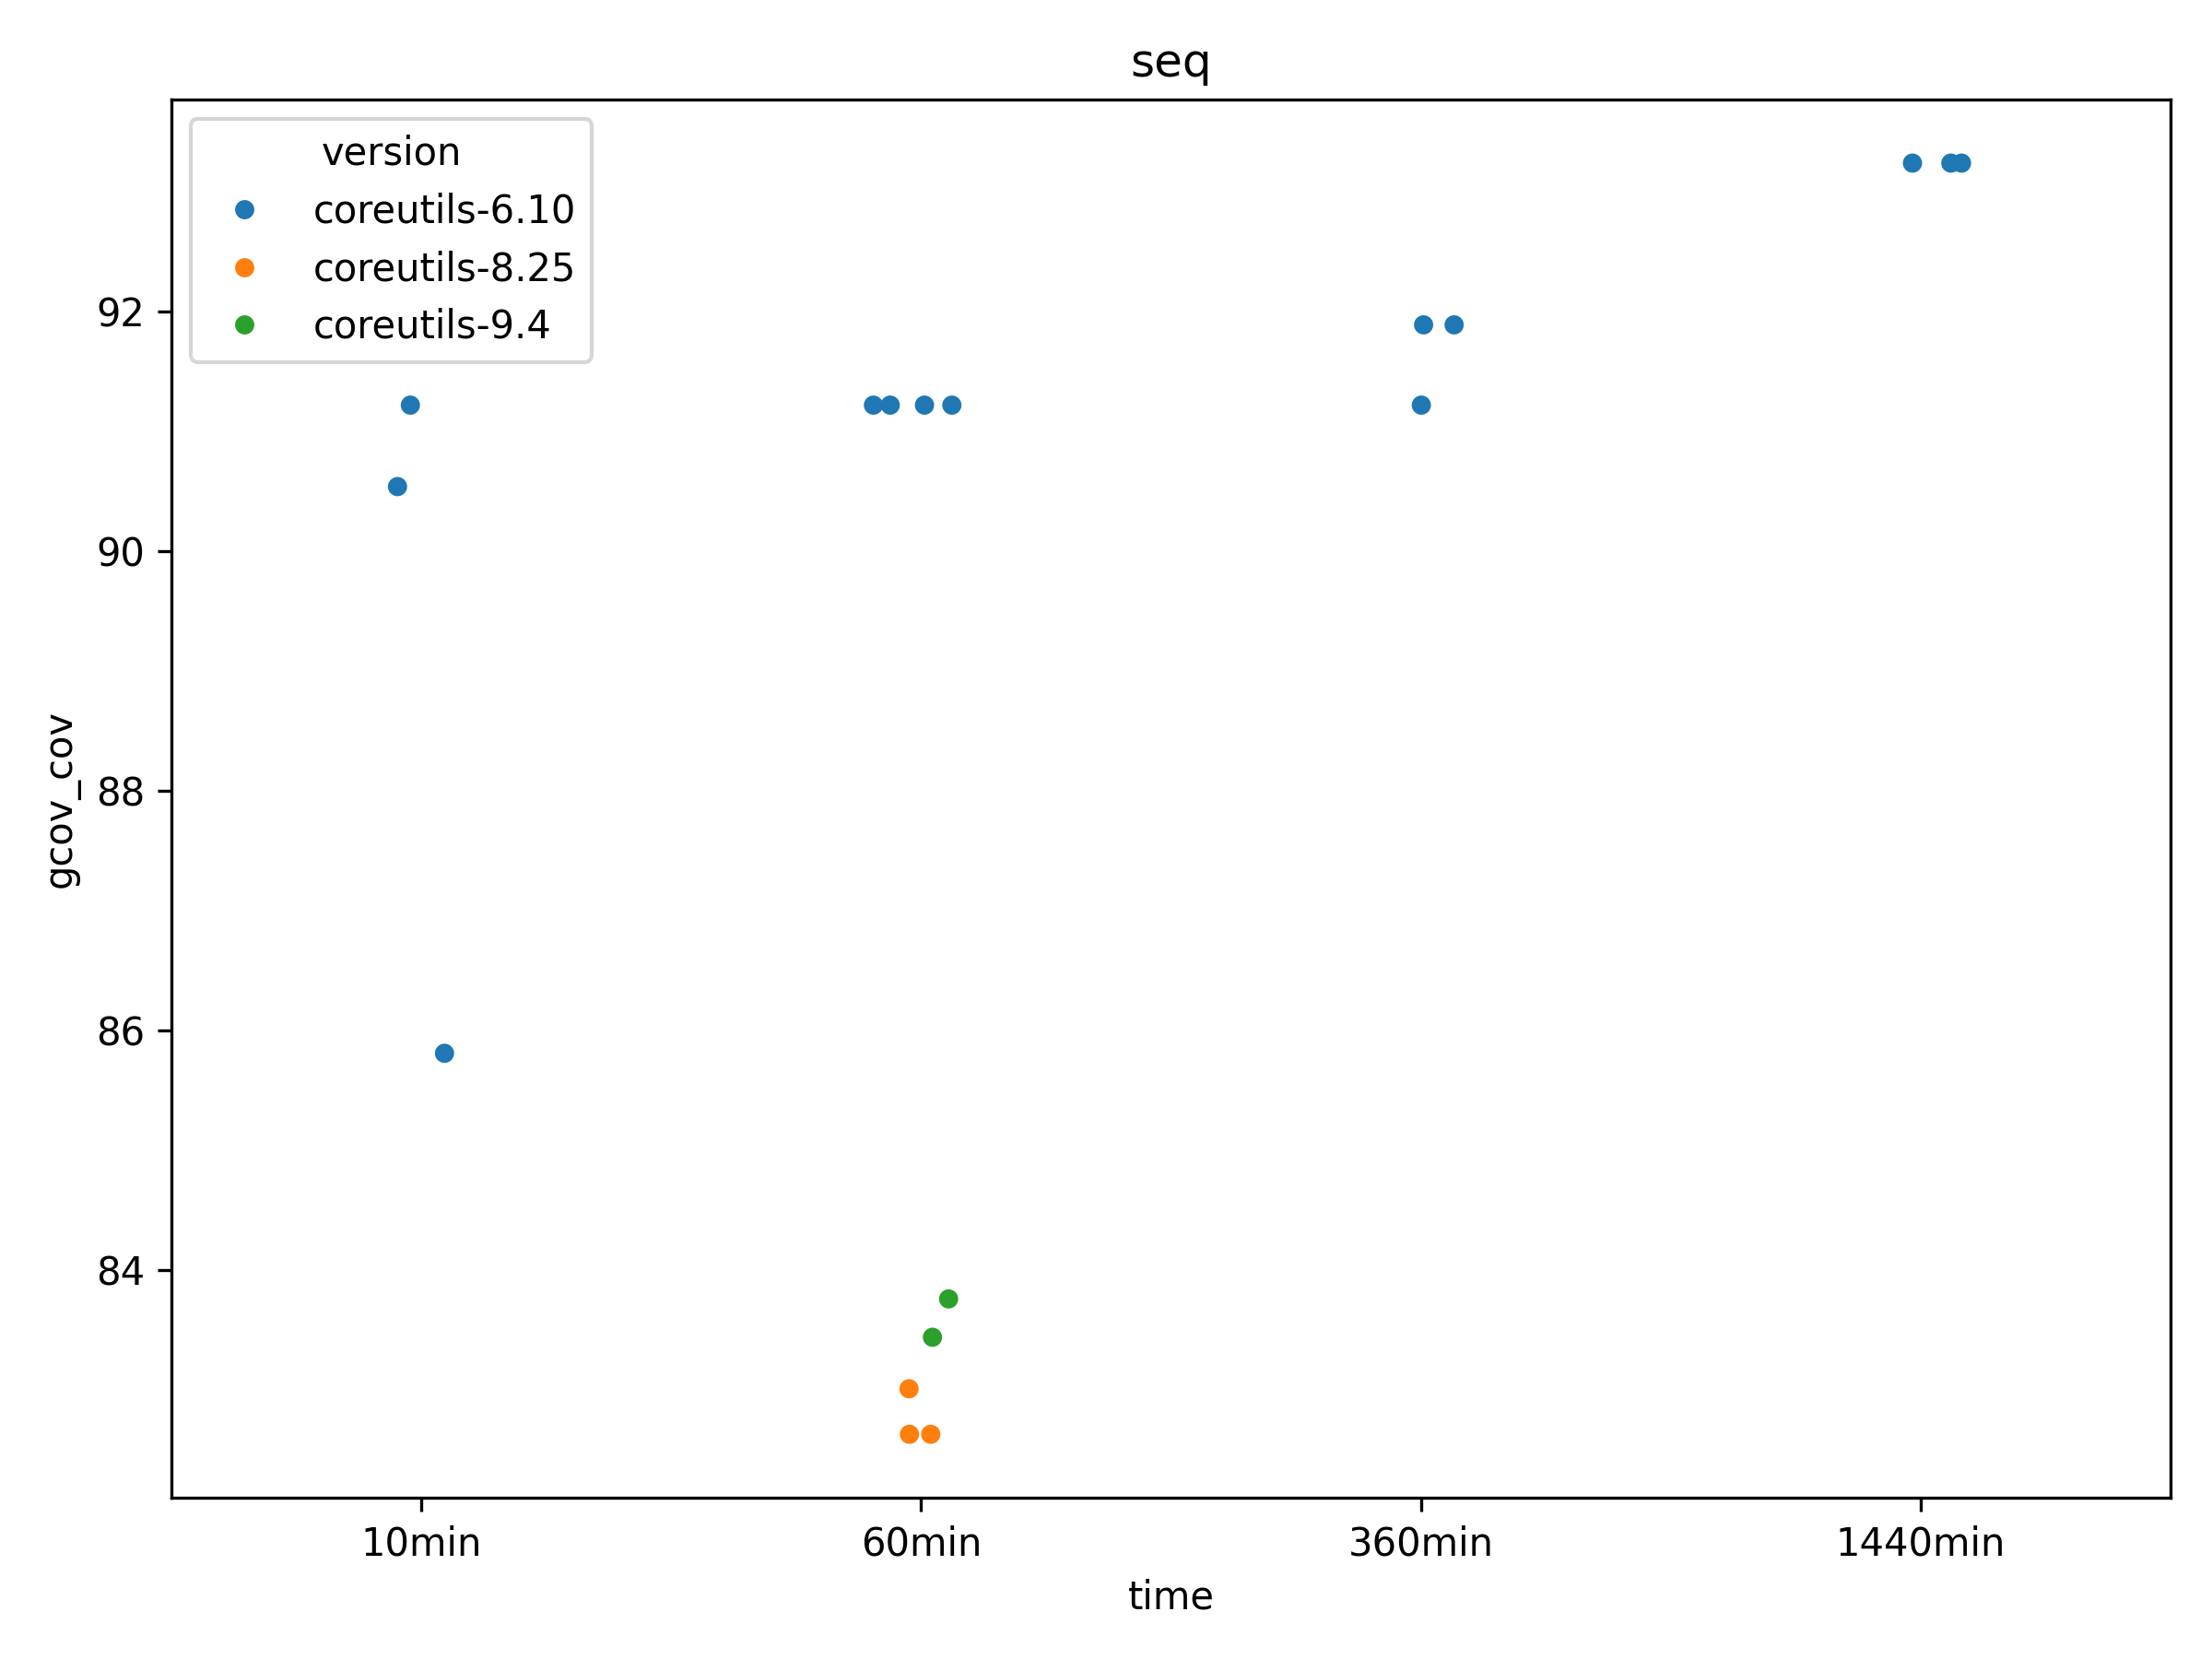 seq
version
coreutils-6.10
coreutils-8.25
coreutils-9.4
gcov_cov
92
90
88
86
84
10min
60min
360min
1440min
time